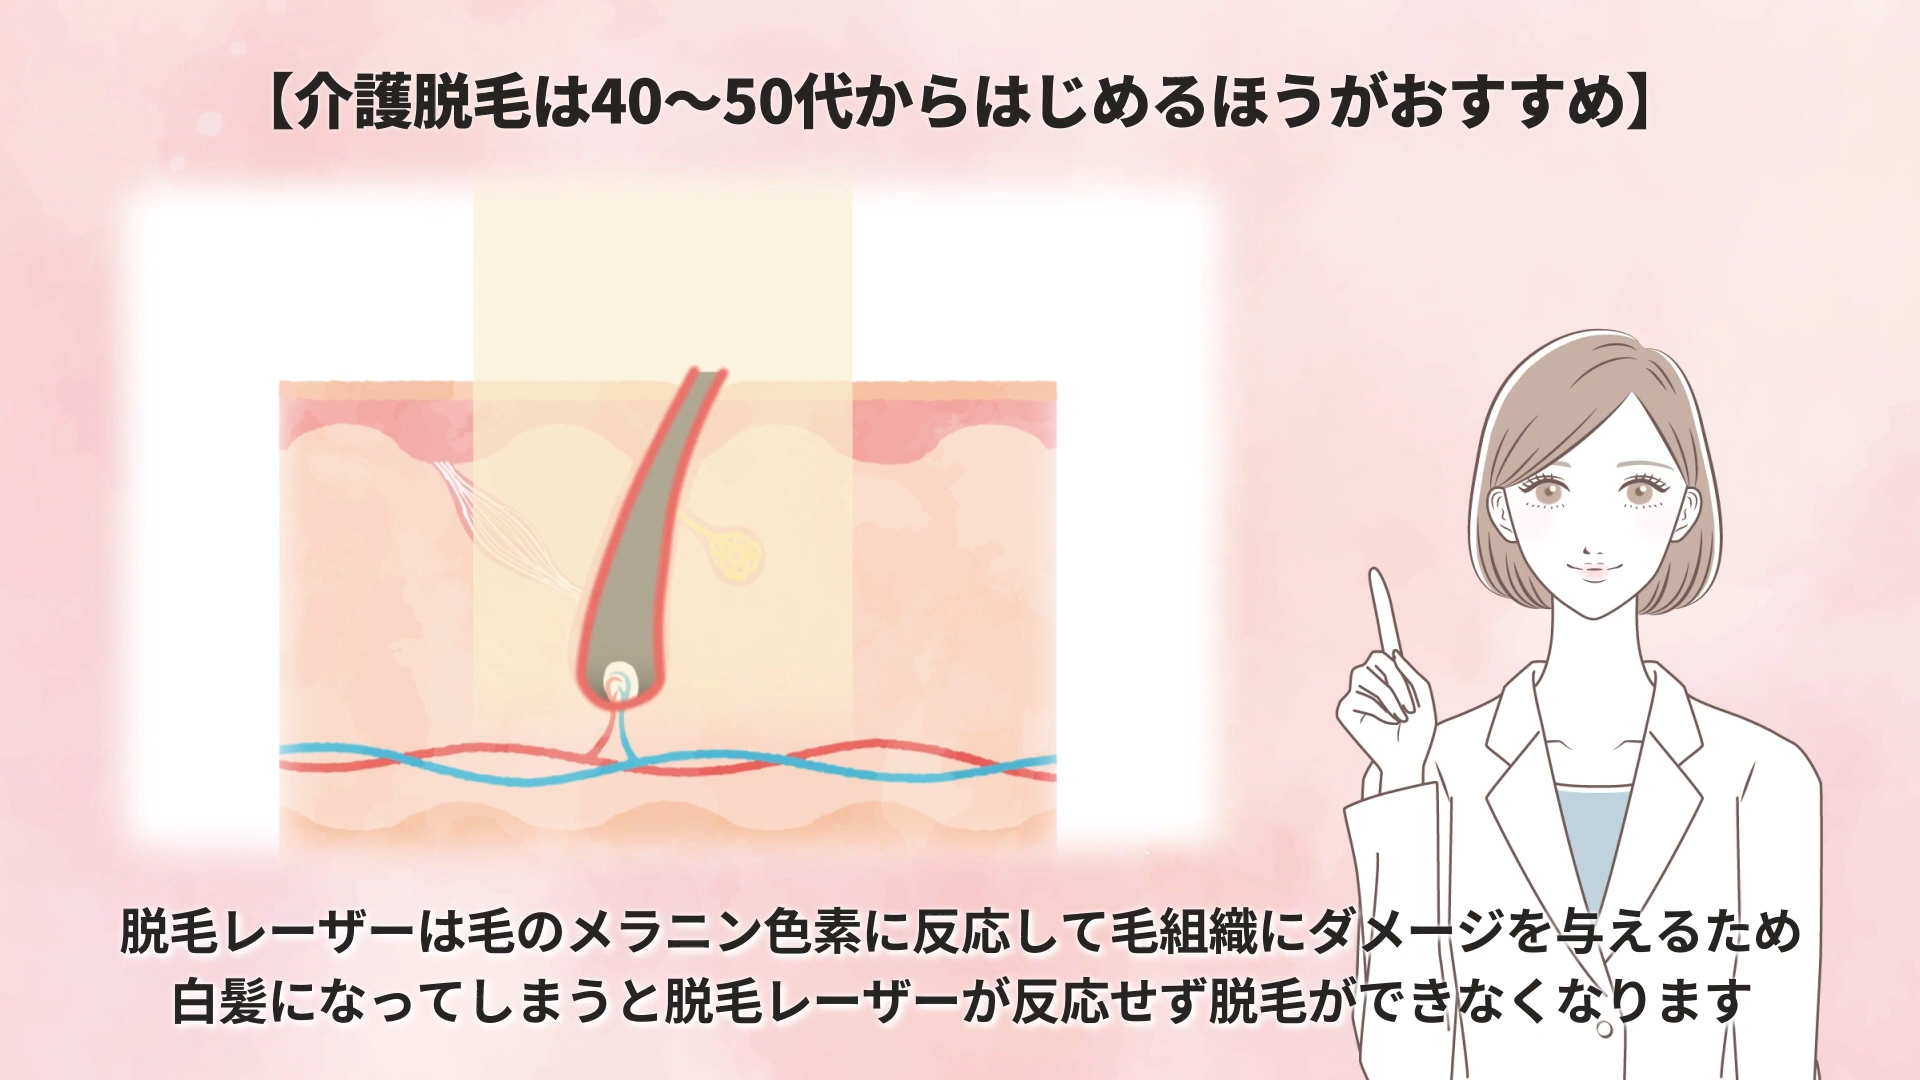 【介護脱毛は40〜50代からはじめるほうがおすすめ】
脱毛レーザーは毛のメラニン色素に反応して毛組織にダメージを与えるため
白髪になってしまうと脱毛レーザーが反応せず脱毛ができなくなります